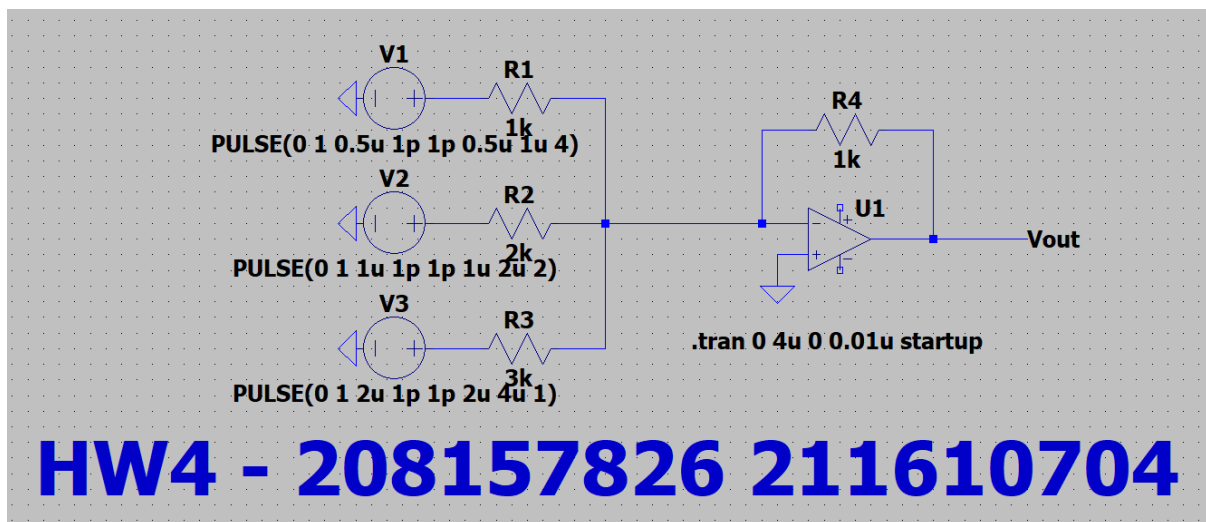 V1
R1
1k
PULSE(0 1 0.5u 1p 1p 0.5u 1u 4)
V2
R2
2k
PULSE(0 1 1u 1p 1p 1u 2u 2)
V3
R3
3k
PULSE(0 1 2u 1p 1p 2u 4u 1)
R4
1k
U1
Vout
.tran 0 4u 0 0.01u startup
HW4 - 208157826 211610704